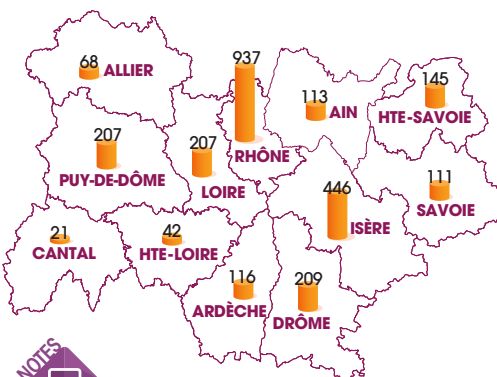 68 ALLIER
937
RHÔNE
113 AIN
145
HTE-SAVOIE
207
PUY-DE-DÔME
207
LOIRE
446
ISÈRE
111
SAVOIE
21
CANTAL
42
HTE-LOIRE
116
ARDÈCHE
209
DRÔME
NOTES